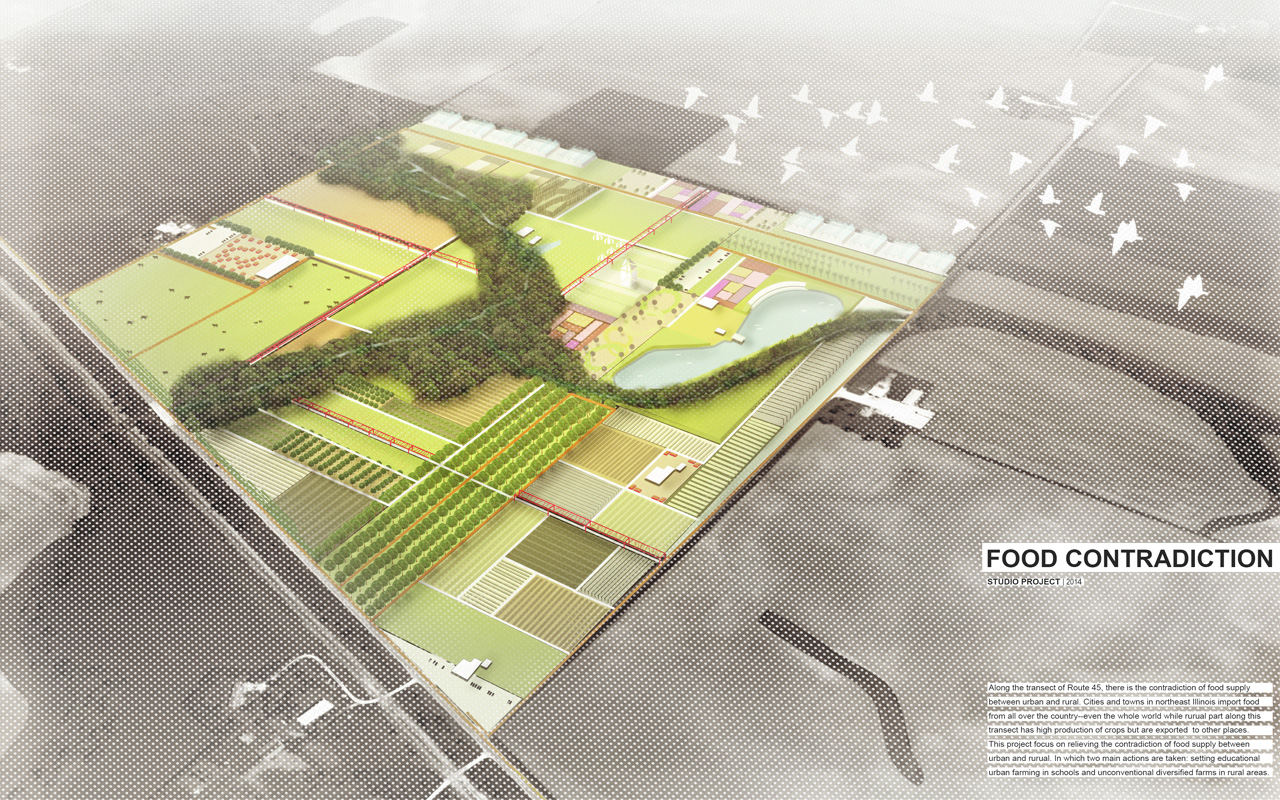 FOOD CONTRADICTION
STUDIO PROJECT | 2014
Along the transect of Route 45, there is the contradiction of food supply
between urban and rural: Cities and towns in northeast Illinois import food
from all over the country--even the whole world while rurual part along this
transect has high production of crops but are exported to other places.
This project focus on relieving the contradiction of food supply between
urban and rurual. In which two main actions are taken: setting educational
urban farming in schools and unconventional diversified farms in rural areas.